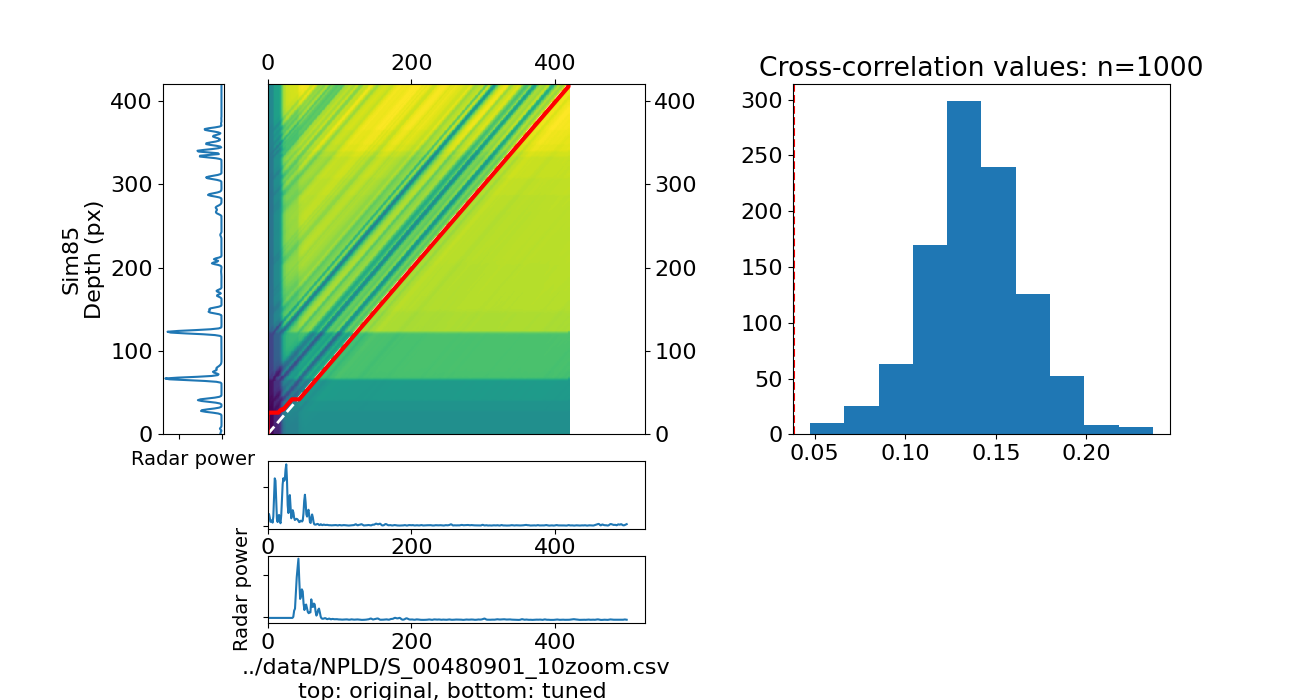 0 200 400
Cross-correlation values: n=1000
400
300
200
100
0
Sim85
Depth (px)
Radar power
400
300
200
100
0
300
250
200
150
100
50
0
0.05 0.10 0.15 0.20
0 200 400
Radar power
0 200 400
../data/NPLD/S_00480901_10zoom.csv
top: original, bottom: tuned